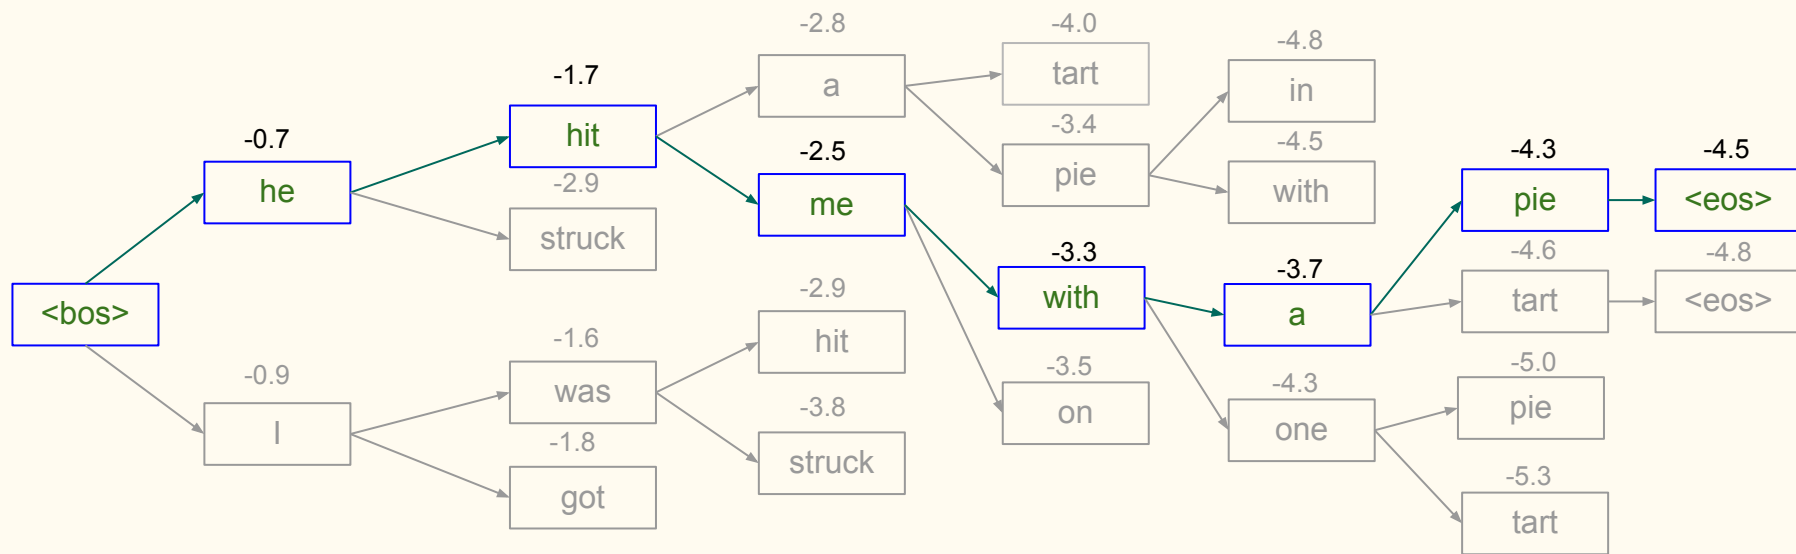 <bos>
-0.7
he
-0.9
I
-1.7
hit
-2.9
struck
-1.6
was
-1.8
got
-2.8
a
-2.5
me
-2.9
hit
-3.8
struck
-4.0
tart
-3.4
pie
-3.3
with
-3.5
on
-4.8
in
-4.5
with
-3.7
a
-4.3
one
-4.3
pie
-4.6
tart
-5.0
pie
-5.3
tart
-4.5
<eos>
-4.8
<eos>